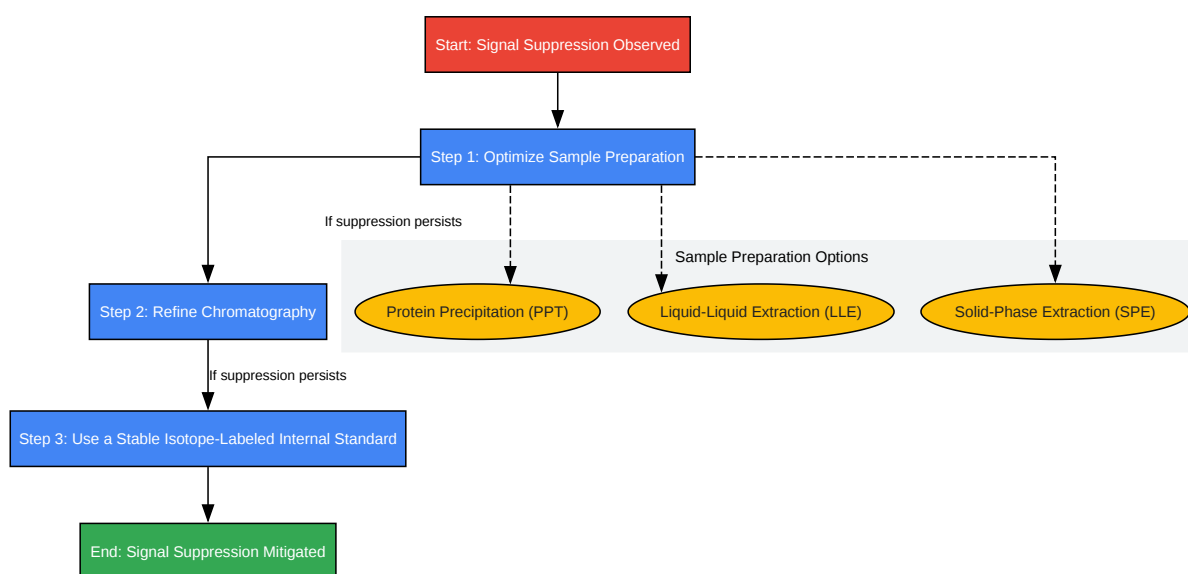 Start: Signal Suppression Observed
Step 1: Optimize Sample Preparation
If suppression persists
Sample Preparation Options
Step 2: Refine Chromatography
Protein Precipitation (PPT)
Liquid-Liquid Extraction (LLE)
Solid-Phase Extraction (SPE)
If suppression persists
Step 3: Use a Stable Isotope-Labeled Internal Standard
End: Signal Suppression Mitigated